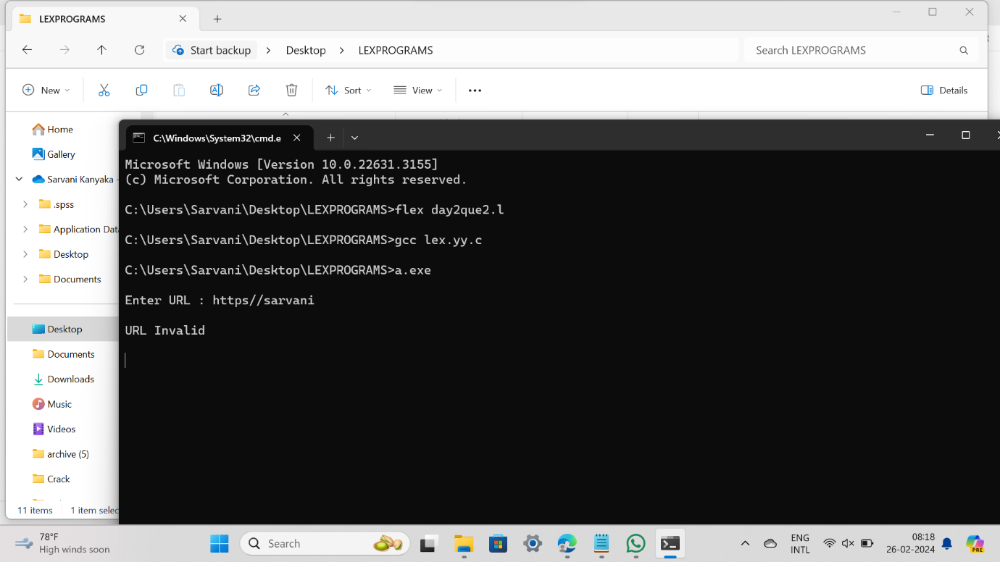 LEXPROGRAMS
Start backup > Desktop > LEXPROGRAMS
Search LEXPROGRAMS
New
Sort
View
Details
Home
Gallery
Sarvani Kanyaka -
.spss
Application Dat
Desktop
Documents
Desktop
Documents
Downloads
Music
Videos
archive (5)
Crack
11 items
1 item selec
C:\Windows\System32\cmd.e
Microsoft Windows [Version 10.0.22631.3155]
(c) Microsoft Corporation. All rights reserved.
C:\Users\Sarvani\Desktop\LEXPROGRAMS>flex day2que2.l
C:\Users\Sarvani\Desktop\LEXPROGRAMS>gcc lex.yy.c
C:\Users\Sarvani\Desktop\LEXPROGRAMS>a.exe
Enter URL : https//sarvani
URL Invalid
78°F
High winds soon
Search
ENG
INTL
08:18
26-02-2024
PRE